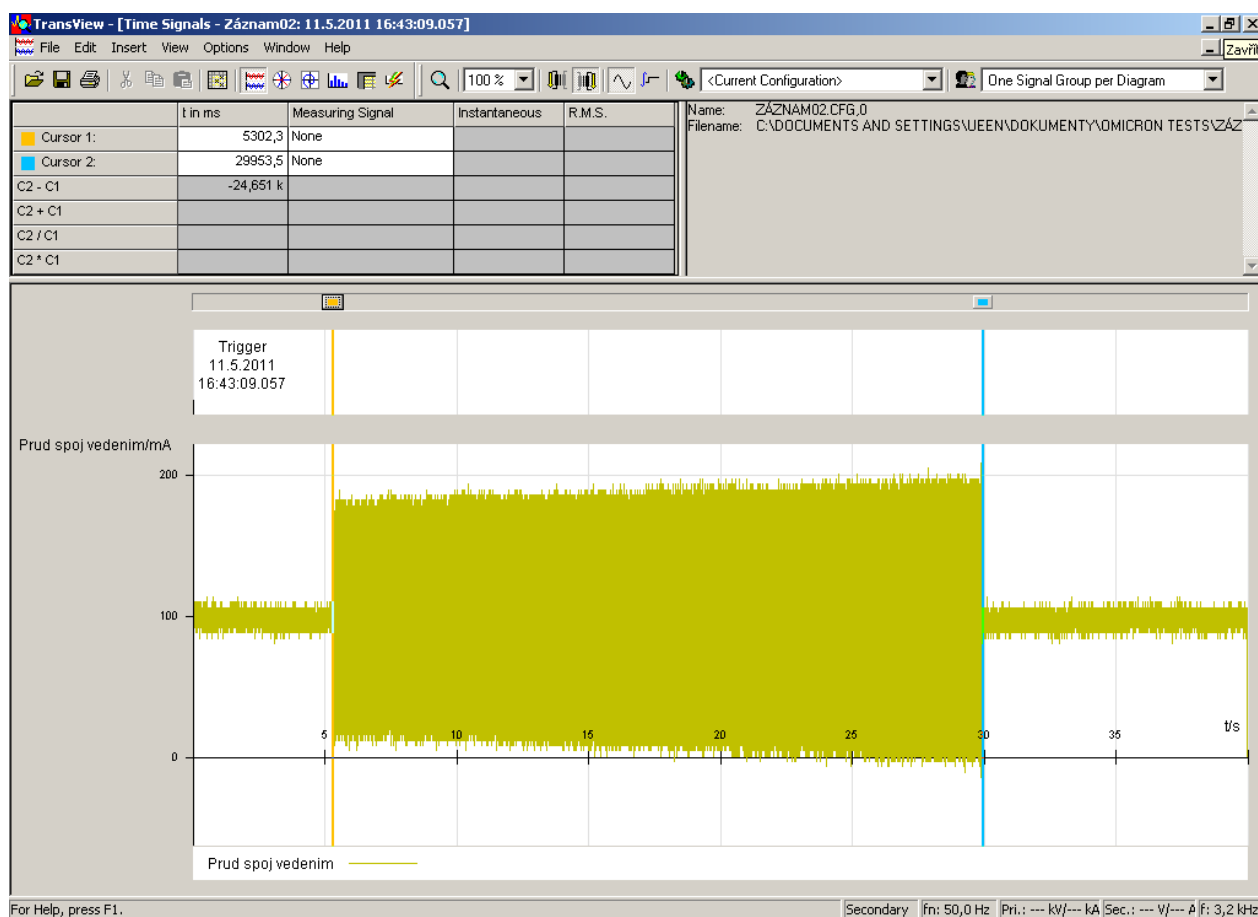 TransView - [Time Signals - Záznam02: 11.5.2011 16:43:09.057]
File Edit Insert View Options Window Help
Zavřít
100 % <Current Configuration> One Signal Group per Diagram
t in ms Measuring Signal Instantaneous R.M.S.
Cursor 1: 5302,3 None
Cursor 2: 29953,5 None
C2 - C1 -24,651 k
C2 + C1
C2 / C1
C2 * C1
Name: ZÁZNAM02.CFG,0
Filename: C:\DOCUMENTS AND SETTINGS\UEEN\DOKUMENTY\OMICRON TESTS\ZÁZ
Trigger
11.5.2011
16:43:09.057
Prud spoj vedenim/mA
200
100
0
5 10 15 20 25 30 35 t/s
Prud spoj vedenim
For Help, press F1. Secondary fn: 50,0 Hz Pri.: --- kV/--- kA Sec.: --- V/--- A f: 3,2 kHz